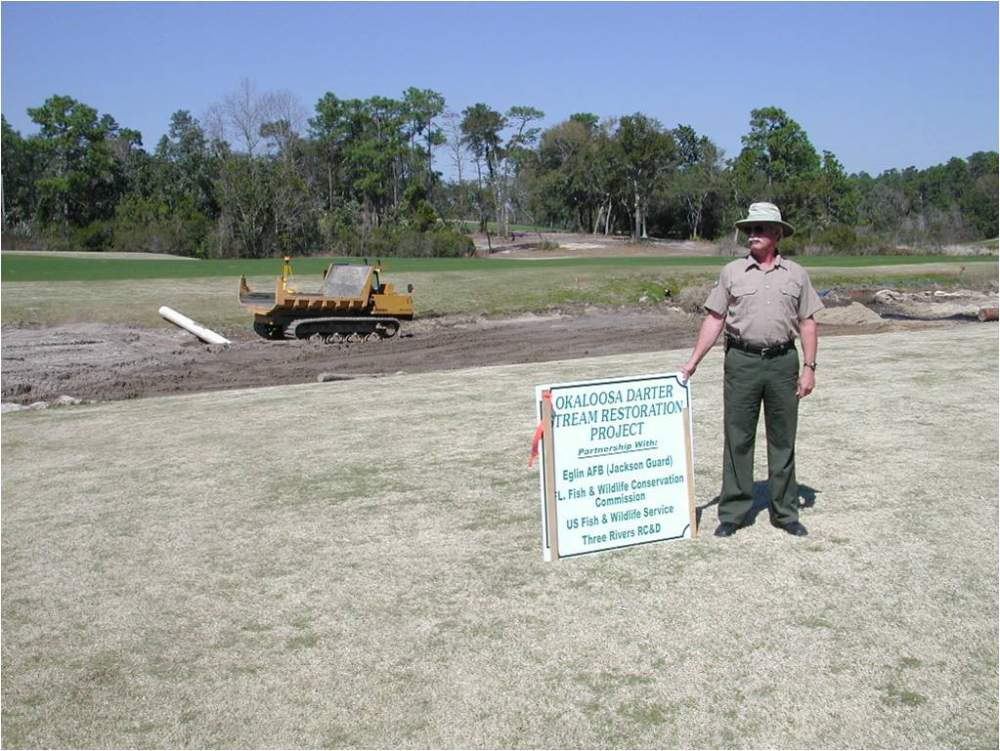 OKALOOSA DARTER
TREAM RESTORATION
PROJECT
Partnership With:
Eglin AFB (Jackson Guard)
FL. Fish & Wildlife Conservation
Commission
US Fish & Wildlife Service
Three Rivers RC&D